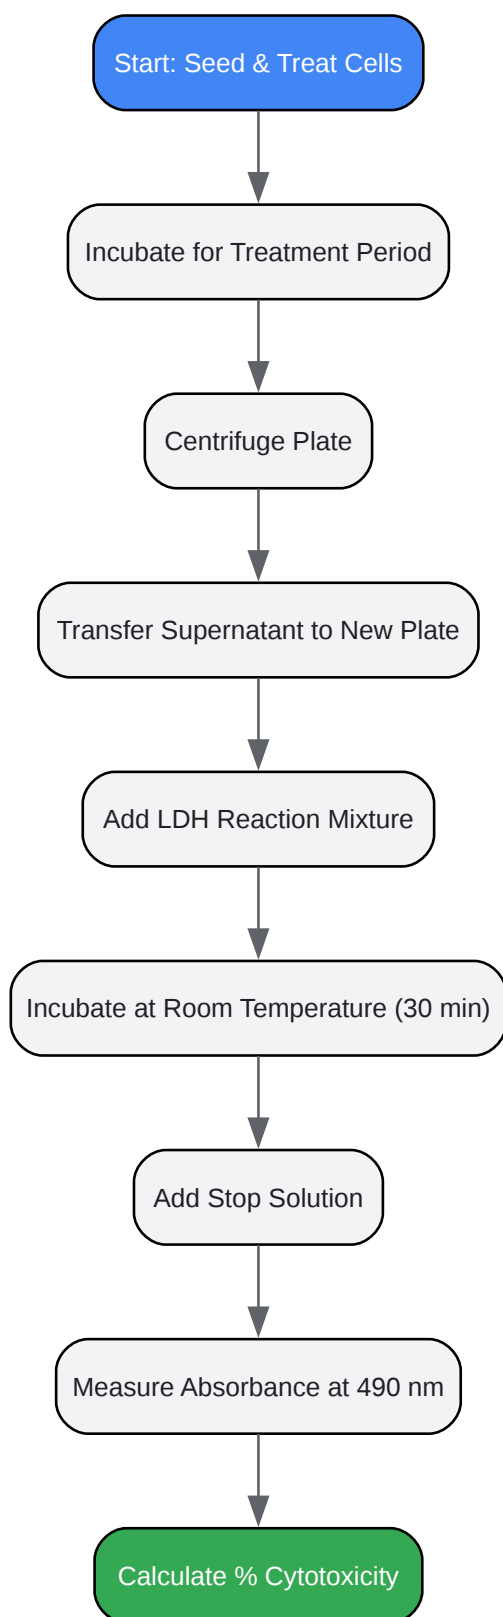 Start: Seed & Treat Cells
Incubate for Treatment Period
Centrifuge Plate
Transfer Supernatant to New Plate
Add LDH Reaction Mixture
Incubate at Room Temperature (30 min)
Add Stop Solution
Measure Absorbance at 490 nm
Calculate % Cytotoxicity